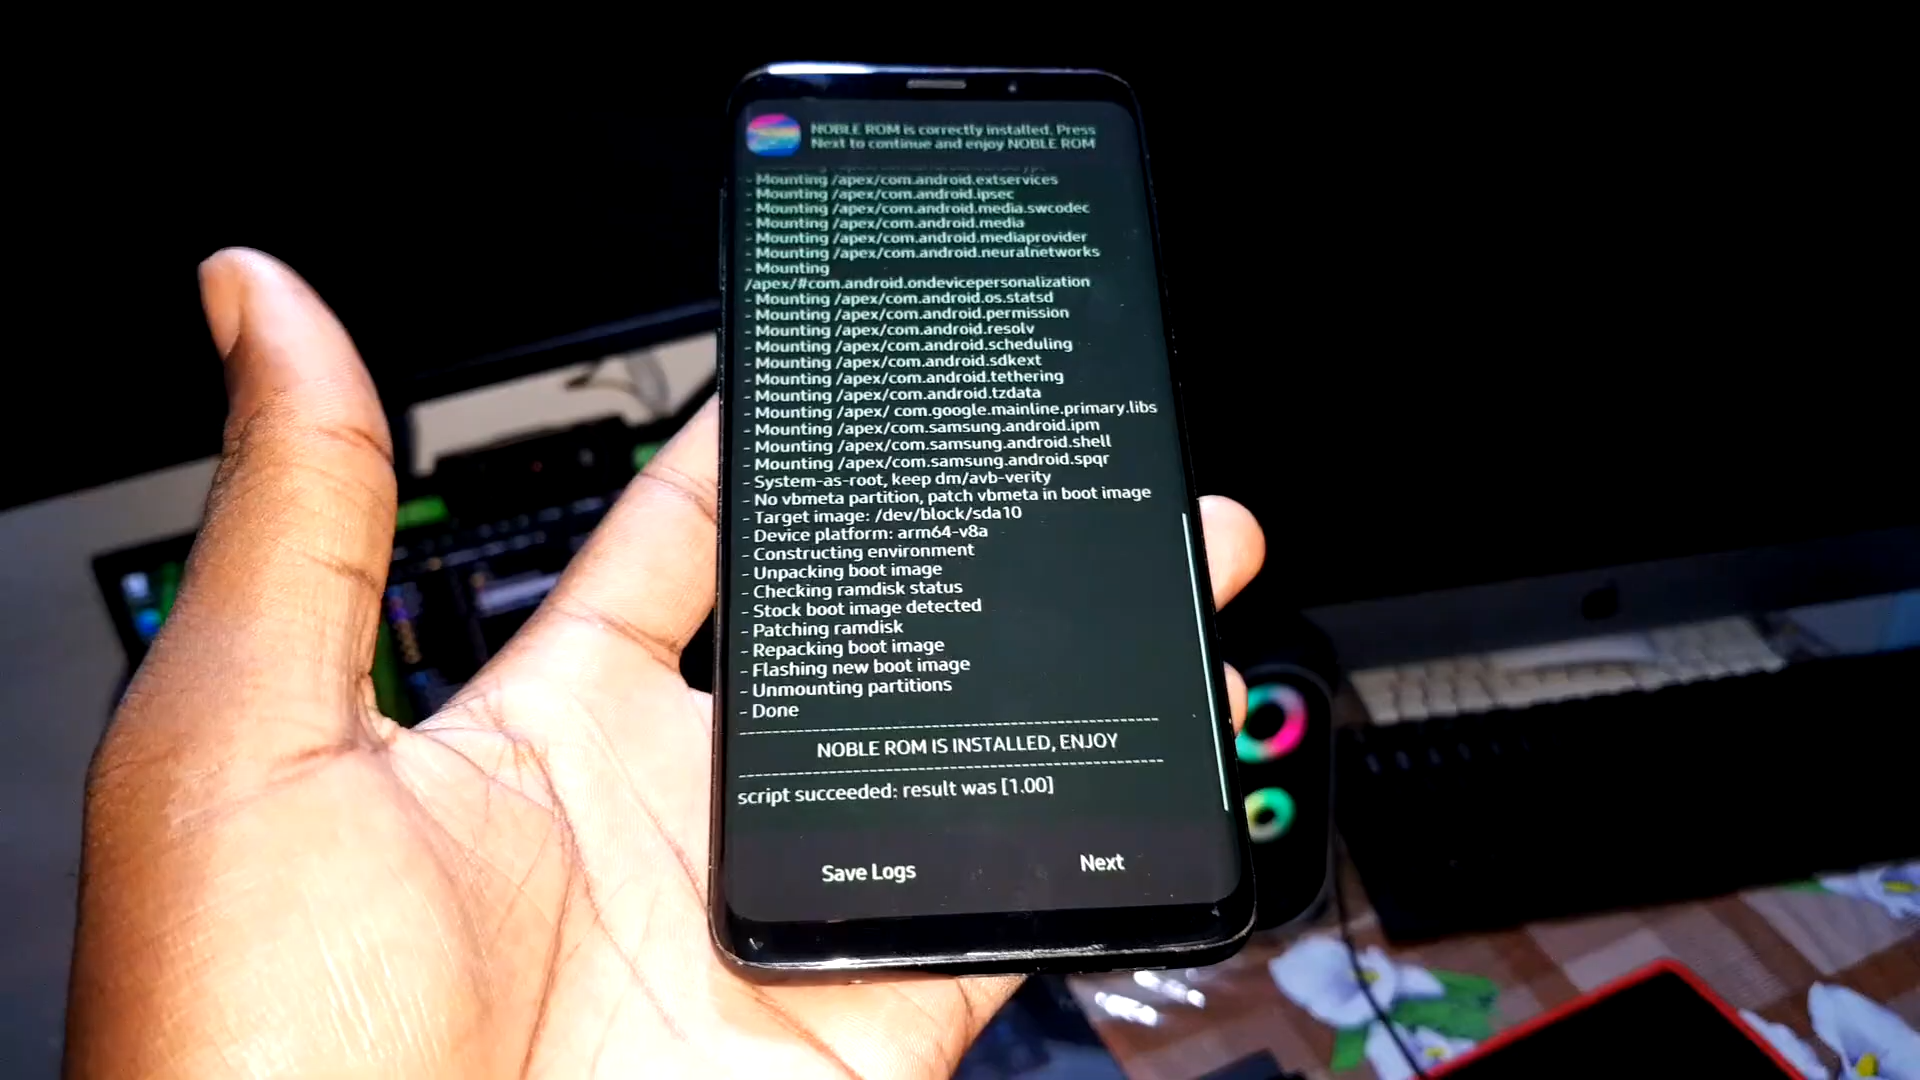 NOBLE ROM is correctly installed. Press
Next to continue and enjoy NOBLE ROM
- Mounting /apex/com.android.extservices
- Mounting /apex/com.android.ipsec
- Mounting /apex/com.android.media.swcodec
- Mounting /apex/com.android.media
- Mounting /apex/com.android.mediaprovider
- Mounting /apex/com.android.neuralnetworks
- Mounting
/apex/#com.android.ondevicepersonalization
- Mounting /apex/com.android.os.statsd
- Mounting /apex/com.android.permission
- Mounting /apex/com.android.resolv
- Mounting /apex/com.android.scheduling
- Mounting /apex/com.android.sdkext
- Mounting /apex/com.android.tethering
- Mounting /apex/com.android.tzdata
- Mounting /apex/ com.google.mainline.primary.libs
- Mounting /apex/com.samsung.android.ipm
- Mounting /apex/com.samsung.android.shell
- Mounting /apex/com.samsung.android.spqr
- System-as-root, keep dm/avb-verity
- No vbmeta partition, patch vbmeta in boot image
- Target image: /dev/block/sda10
- Device platform: arm64-v8a
- Constructing environment
- Unpacking boot image
- Checking ramdisk status
- Stock boot image detected
- Patching ramdisk
- Repacking boot image
- Flashing new boot image
- Unmounting partitions
- Done
NOBLE ROM IS INSTALLED, ENJOY
script succeeded: result was [1.00]
Save Logs
Next